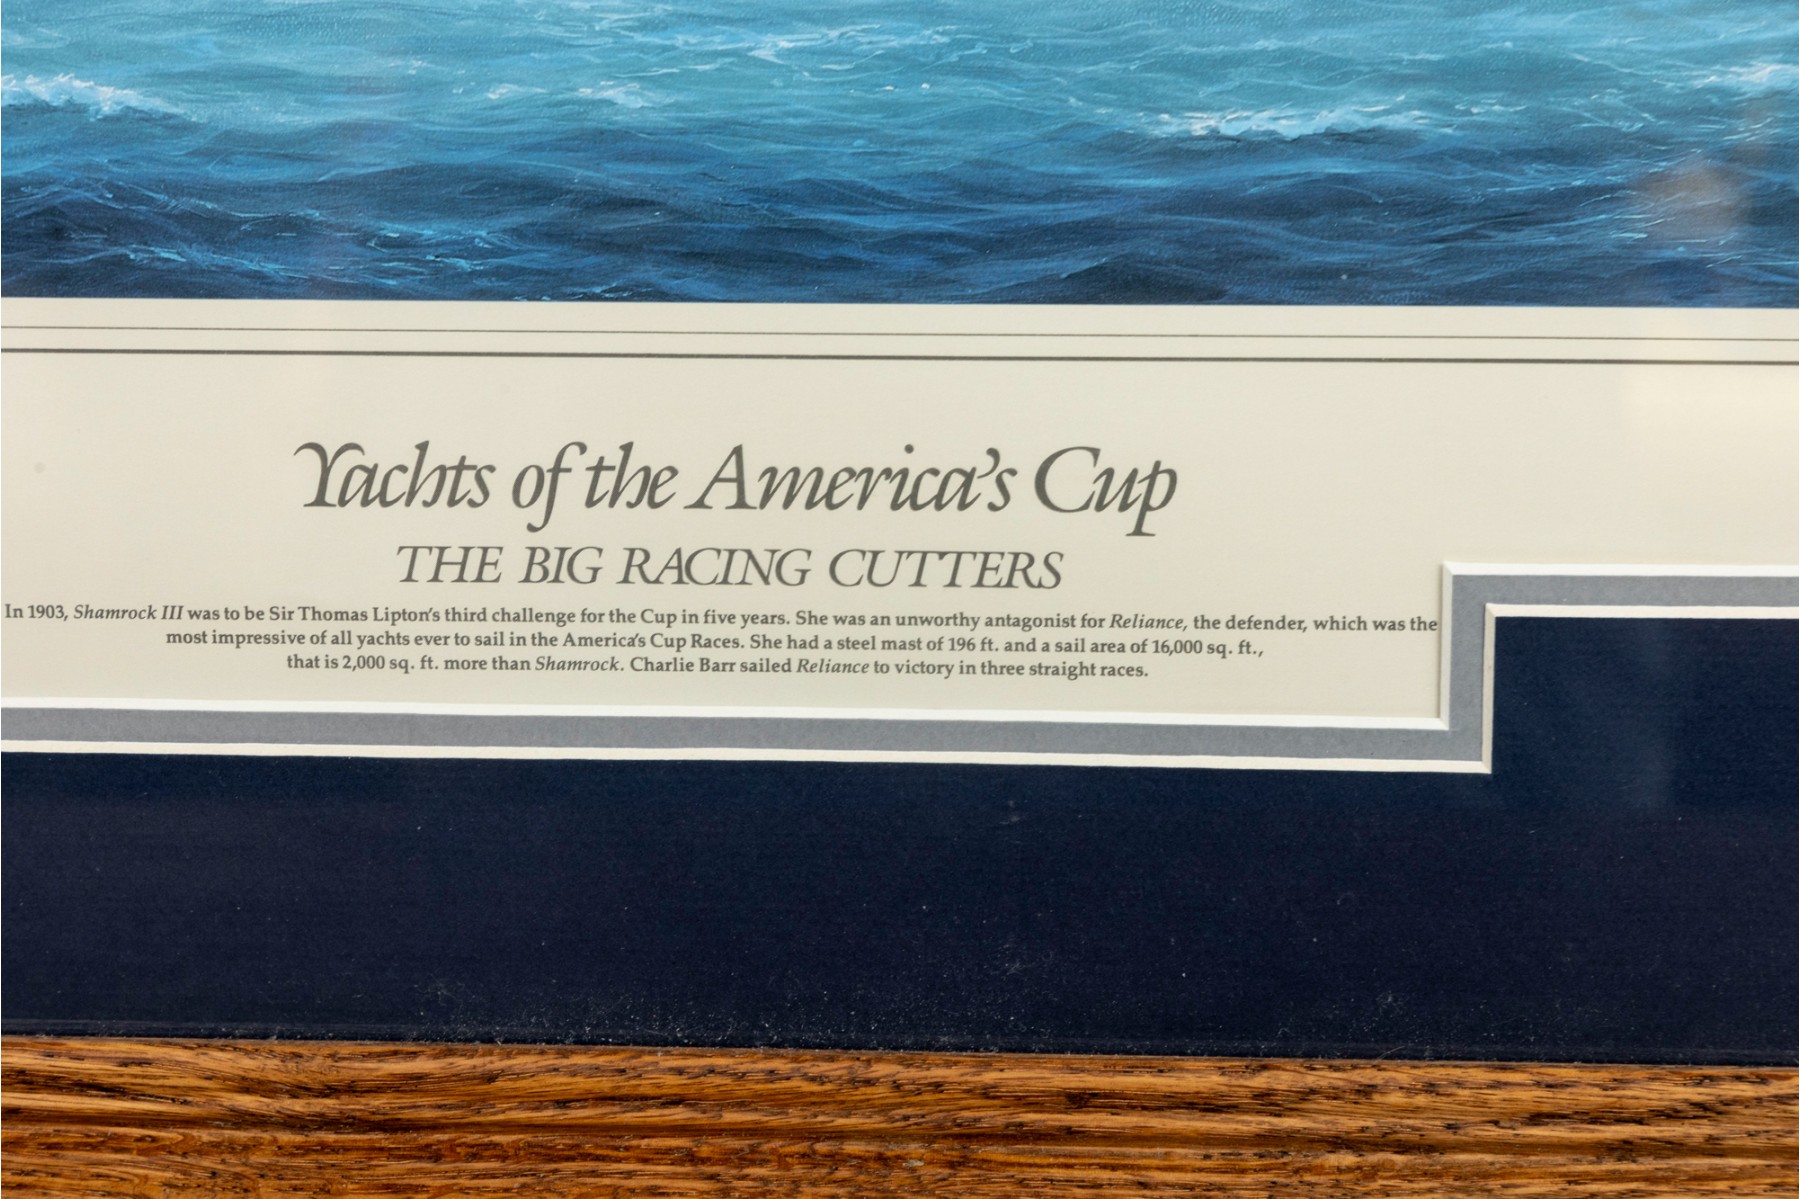 Yachts of the America's Cup
THE BIG RACING CUTTERS
In 1903, Shamrock III was to be Sir Thomas Lipton's third challenge for the Cup in five years. She was an unworthy antagonist for Reliance, the defender, which was the
most impressive of all yachts ever to sail in the America's Cup Races. She had a steel mast of 196 ft. and a sail area of 16,000 sq. ft.,
that is 2,000 sq. ft. more than Shamrock. Charlie Barr sailed Reliance to victory in three straight races.